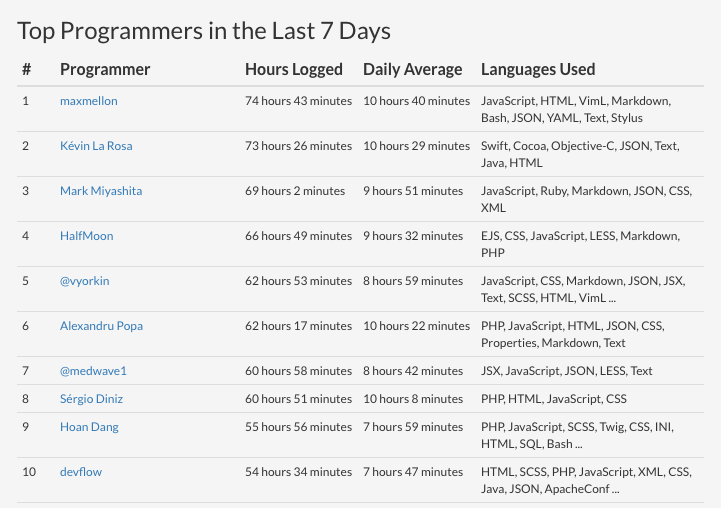 Top Programmers in the Last 7 Days
# Programmer Hours Logged Daily Average Languages Used
1 maxmellon 74 hours 43 minutes 10 hours 40 minutes JavaScript, HTML, VimL, Markdown,
Bash, JSON, YAML, Text, Stylus
2 Kévin La Rosa 73 hours 26 minutes 10 hours 29 minutes Swift, Cocoa, Objective-C, JSON, Text,
Java, HTML
3 Mark Miyashita 69 hours 2 minutes 9 hours 51 minutes JavaScript, Ruby, Markdown, JSON, CSS,
XML
4 HalfMoon 66 hours 49 minutes 9 hours 32 minutes EJS, CSS, JavaScript, LESS, Markdown,
PHP
5 @vyorkin 62 hours 53 minutes 8 hours 59 minutes JavaScript, CSS, Markdown, JSON, JSX,
Text, SCSS, HTML, VimL ...
6 Alexandru Popa 62 hours 17 minutes 10 hours 22 minutes PHP, JavaScript, HTML, JSON, CSS,
Properties, Markdown, Text
7 @medwave1 60 hours 58 minutes 8 hours 42 minutes JSX, JavaScript, JSON, LESS, Text
8 Sérgio Diniz 60 hours 51 minutes 10 hours 8 minutes PHP, HTML, JavaScript, CSS
9 Hoan Dang 55 hours 56 minutes 7 hours 59 minutes PHP, JavaScript, SCSS, Twig, CSS, INI,
HTML, SQL, Bash ...
10 devflow 54 hours 34 minutes 7 hours 47 minutes HTML, SCSS, PHP, JavaScript, XML, CSS,
Java, JSON, ApacheConf ...